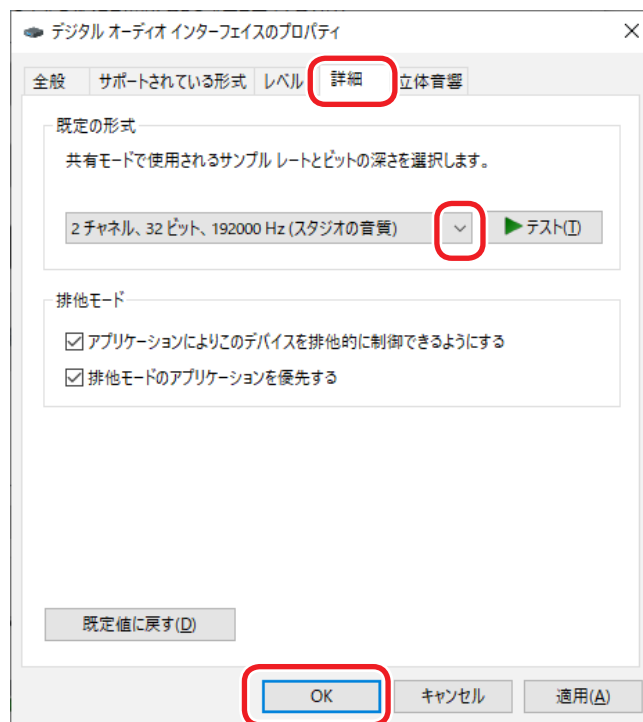 デジタル オーディオ インターフェイスのプロパティ
全般 サポートされている形式 レベル 詳細 立体音響
既定の形式
共有モードで使用されるサンプル レートとビットの深さを選択します。
2 チャネル、32 ビット、192000 Hz (スタジオの音質) テスト(T)
排他モード
アプリケーションによりこのデバイスを排他的に制御できるようにする
排他モードのアプリケーションを優先する
既定値に戻す(D)
OK キャンセル 適用(A)